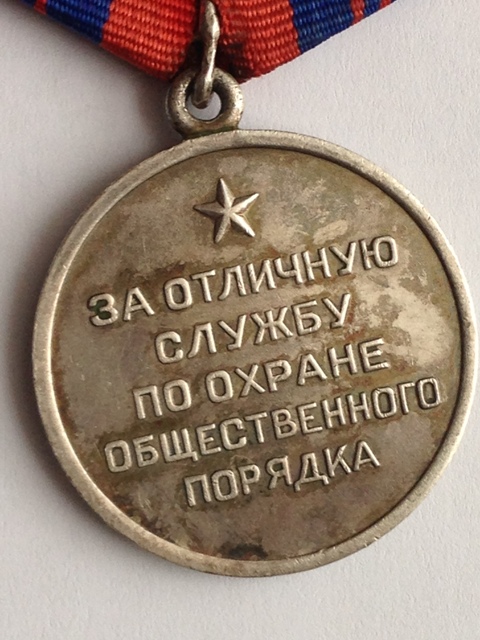 ЗА ОТЛИЧНУЮ
СЛУЖБУ
ПО ОХРАНЕ
ОБЩЕСТВЕННОГО
ПОРЯДКА